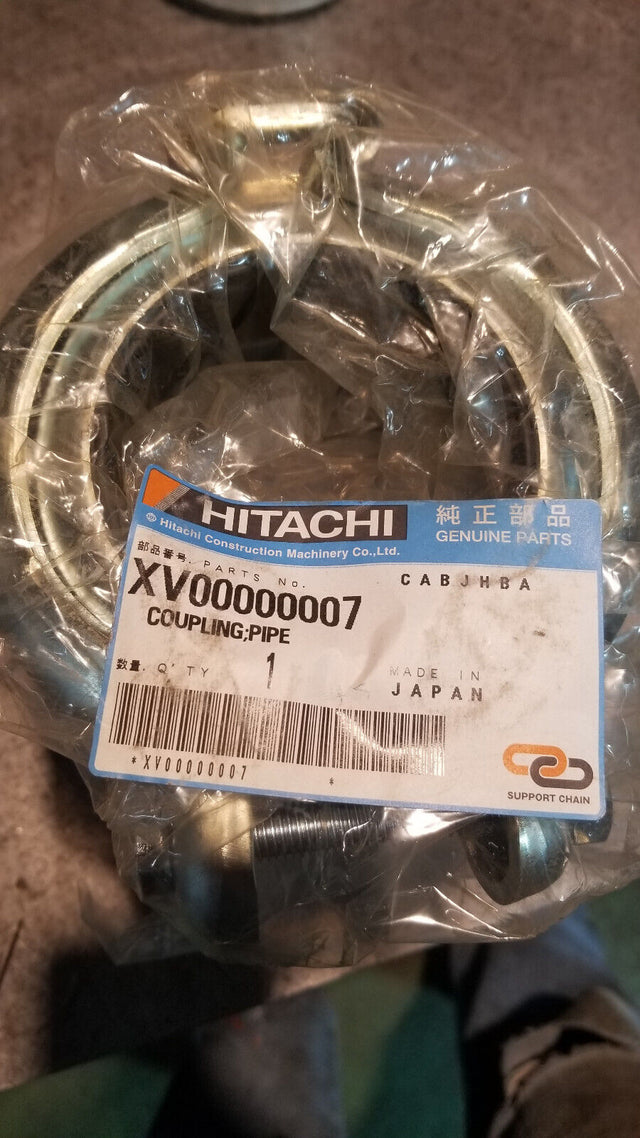 HITACHI 純正部品
© Hitachi Construction Machinery Co.,Ltd. GENUINE PARTS
部品番号. PARTS No. CABJHBA
XV00000007
COUPLING;PIPE
数量. Q'TY 1 MADE IN
JAPAN
*XV00000007 *
SUPPORT CHAIN